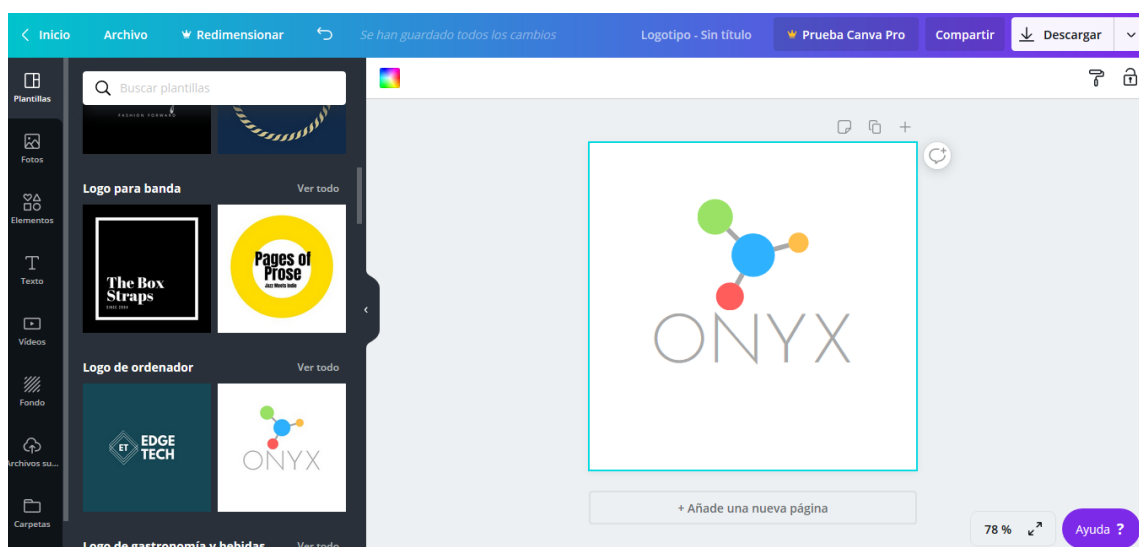 Inicio
Archivo
Redimensionar
Se han guardado todos los cambios
Logotipo - Sin título
Prueba Canva Pro
Compartir
Descargar
Plantillas
Fotos
Elementos
Texto
Vídeos
Fondo
Archivos su...
Carpetas
Buscar plantillas
FASHION FORWARD
Logo para banda
Ver todo
The Box
Straps
Pages of
Prose
Jazz Meets Indie
Logo de ordenador
Ver todo
ET
EDGE
TECH
ONYX
Logo de gastronomía y bebidas
Ver todo
ONYX
+ Añade una nueva página
78 %
Ayuda ?